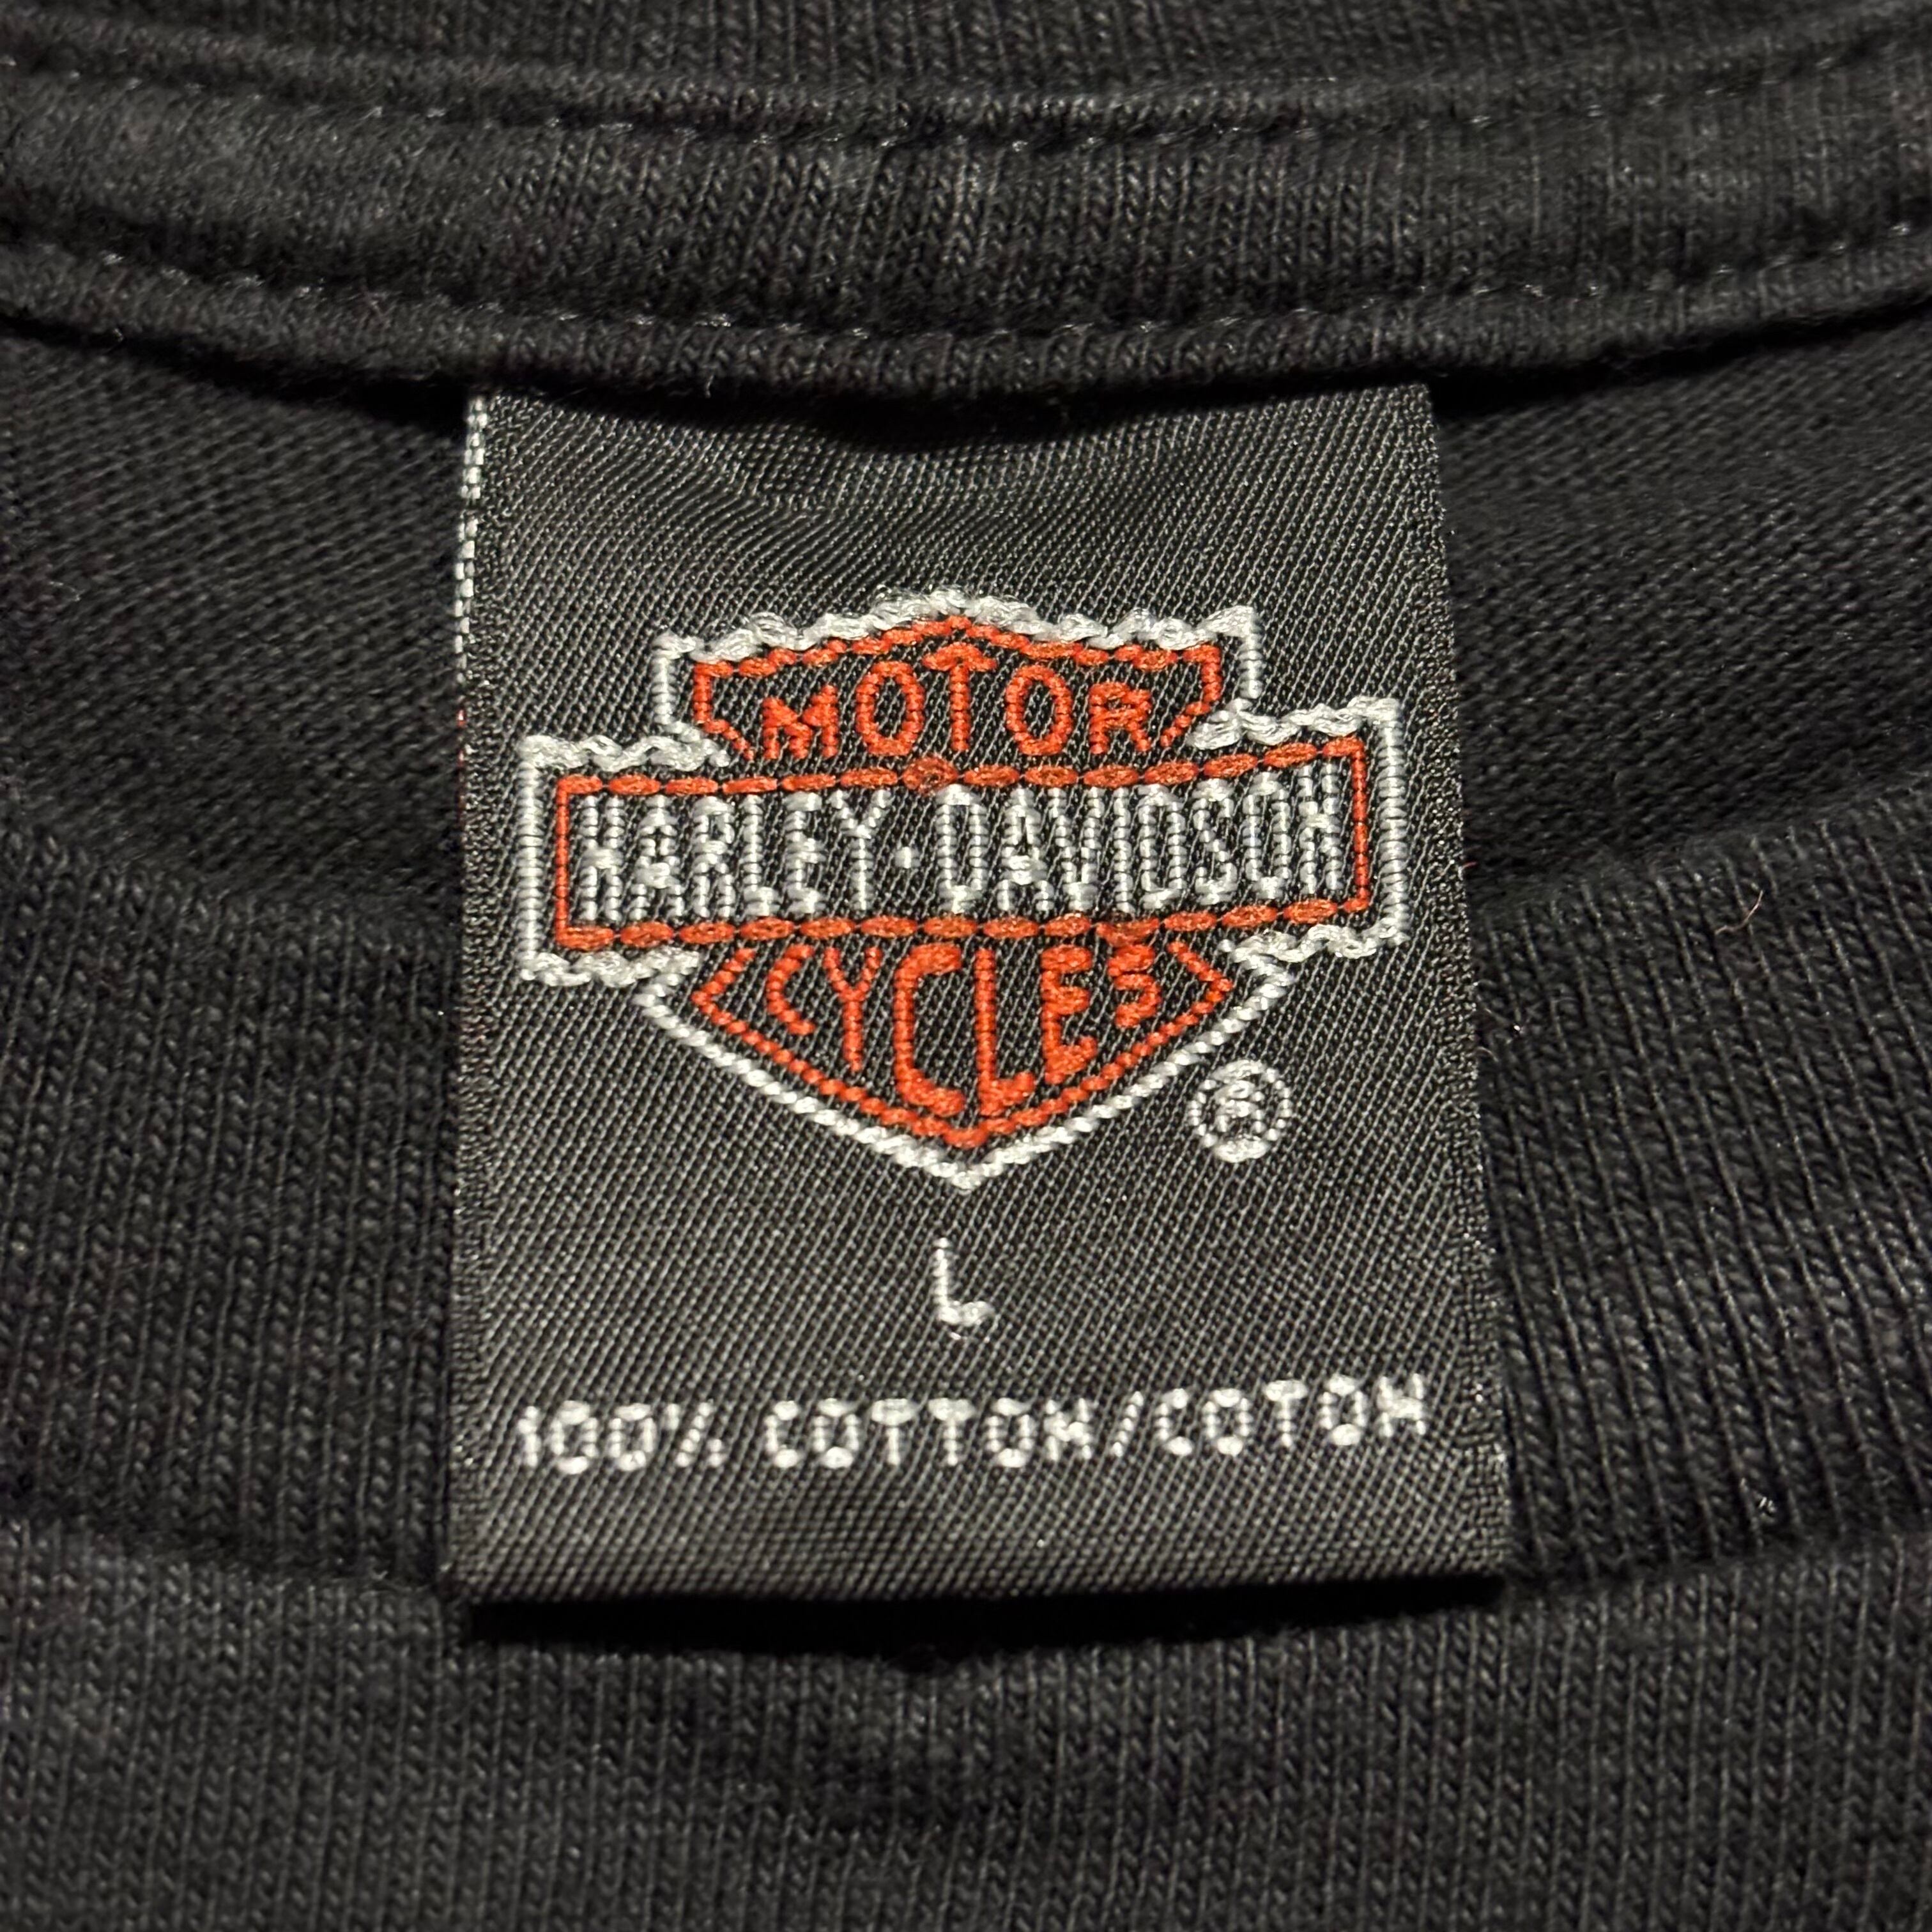 MOTOR
HARLEY-DAVIDSON
CYCLES
®
L
100% COTTON/COTON